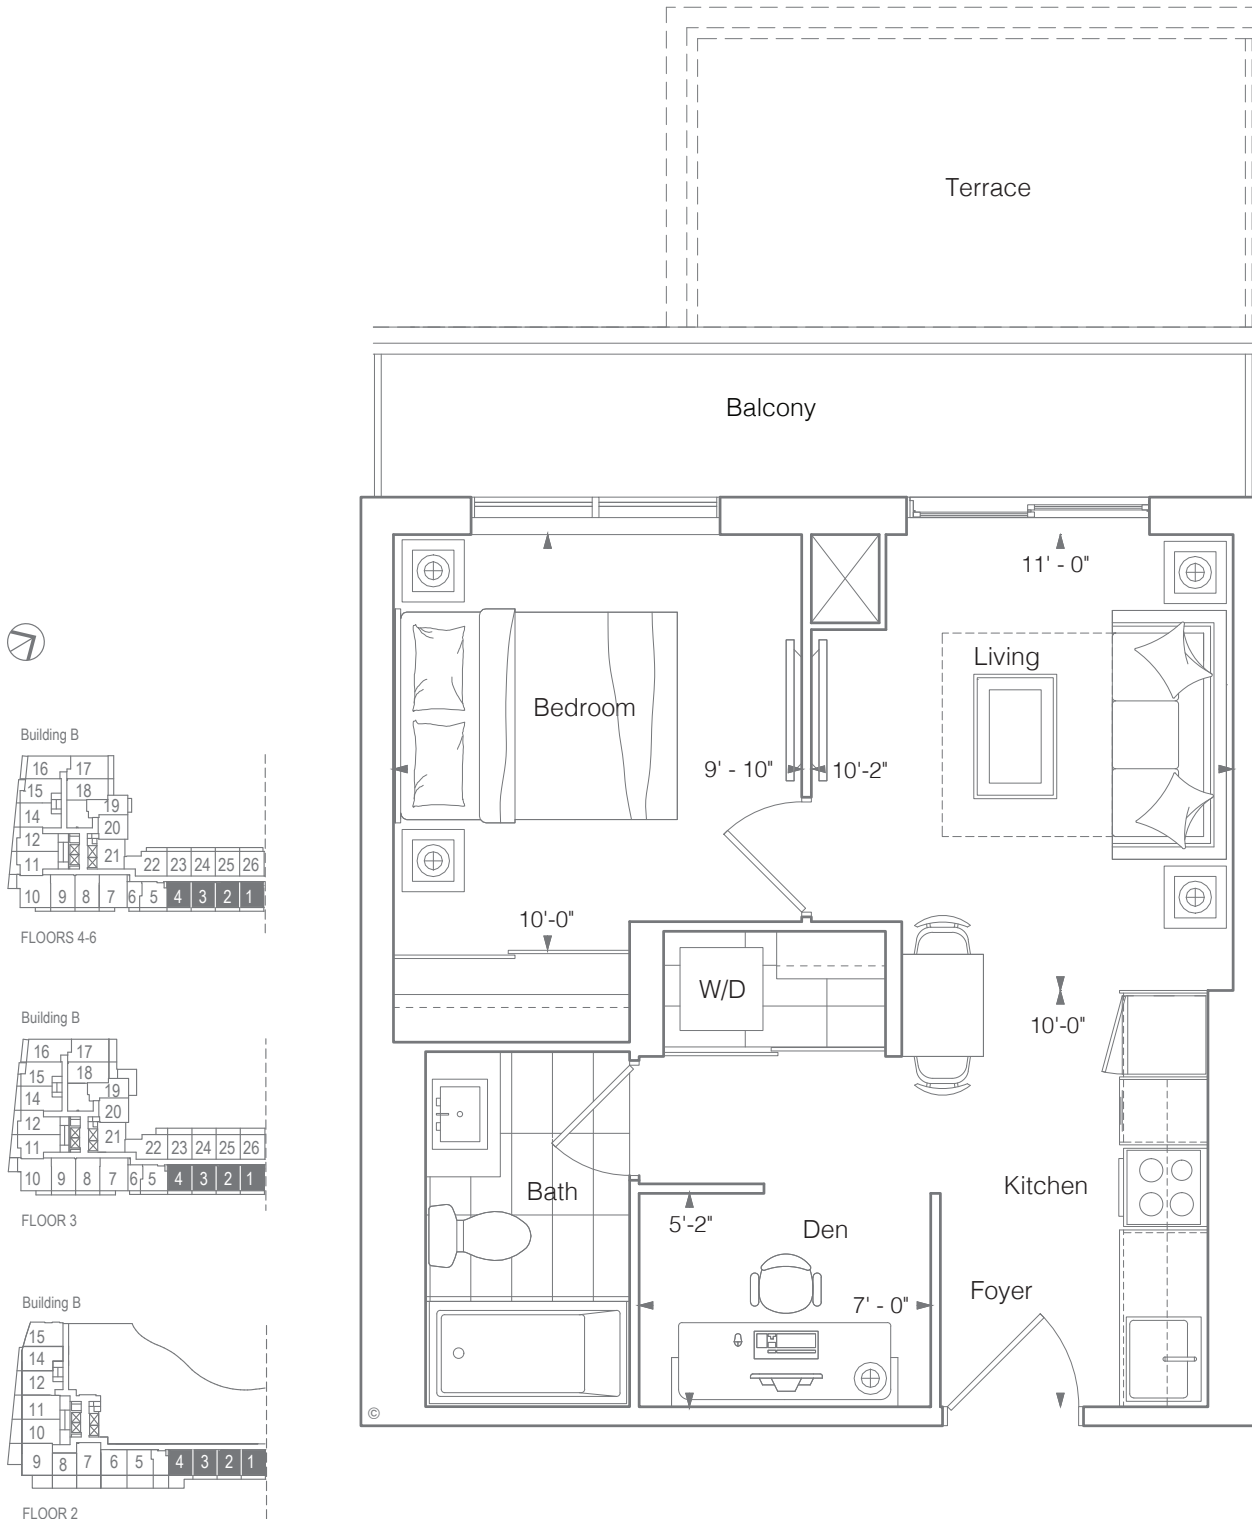 Terrace
Balcony
11' - 0"
Living
Bedroom
9' - 10"
10'-2"
10'-0"
W/D
10'-0"
Kitchen
Bath
5'-2"
Den
7' - 0"
Foyer
©
Building B
16 17
15 18
14 19
12 20
11 21 22 23 24 25 26
10 9 8 7 6 5 4 3 2 1
FLOORS 4-6
Building B
16 17
15 18
14 19
12 20
11 21 22 23 24 25 26
10 9 8 7 6 5 4 3 2 1
FLOOR 3
Building B
15
14
12
11
10
9 8 7 6 5 4 3 2 1
FLOOR 2